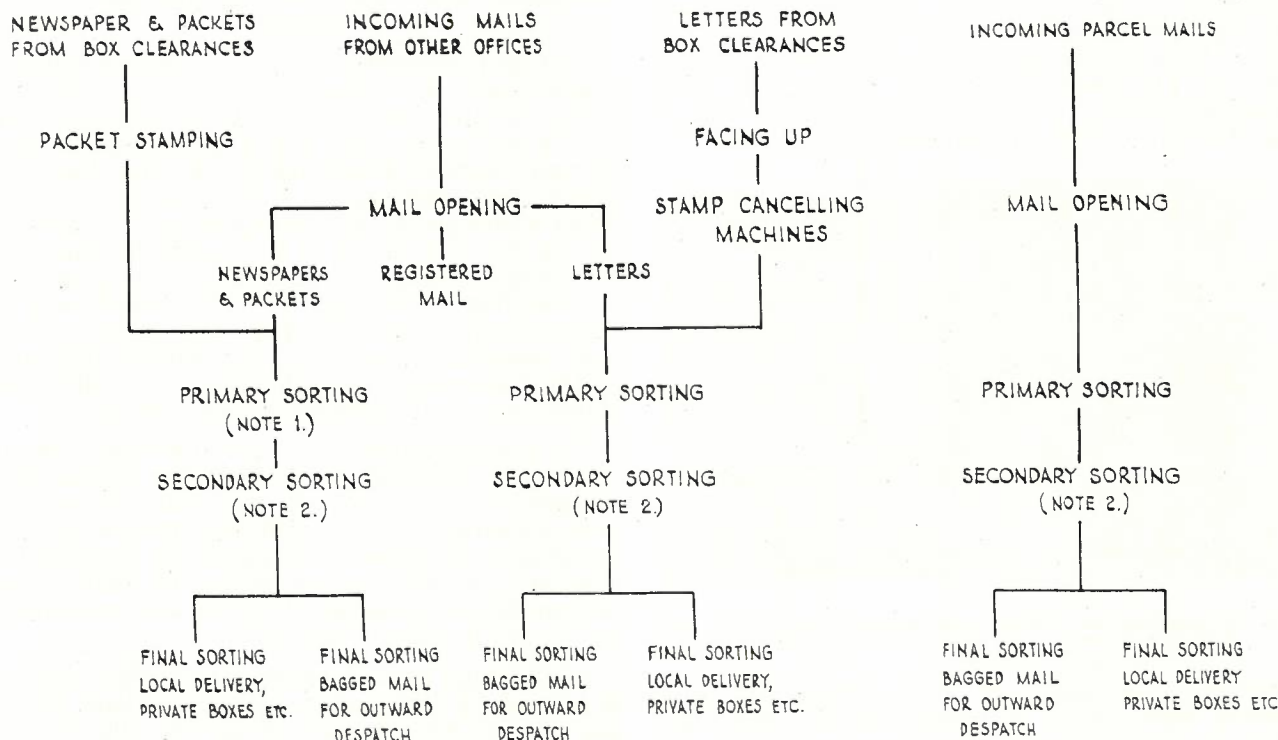 NEWSPAPER & PACKETS
FROM BOX CLEARANCES
INCOMING MAILS
FROM OTHER OFFICES
LETTERS FROM
BOX CLEARANCES
INCOMING PARCEL MAILS
PACKET STAMPING
FACING UP
MAIL OPENING
STAMP CANCELLING
MACHINES
MAIL OPENING
NEWSPAPERS
& PACKETS
REGISTERED
MAIL
LETTERS
PRIMARY SORTING
(NOTE 1.)
PRIMARY SORTING
PRIMARY SORTING
SECONDARY SORTING
(NOTE 2.)
SECONDARY SORTING
(NOTE 2.)
SECONDARY SORTING
(NOTE 2.)
FINAL SORTING
LOCAL DELIVERY,
PRIVATE BOXES ETC.
FINAL SORTING
BAGGED MAIL
FOR OUTWARD
DESPATCH
FINAL SORTING
BAGGED MAIL
FOR OUTWARD
DESPATCH
FINAL SORTING
LOCAL DELIVERY,
PRIVATE BOXES ETC.
FINAL SORTING
BAGGED MAIL
FOR OUTWARD
DESPATCH
FINAL SORTING
LOCAL DELIVERY
PRIVATE BOXES ETC